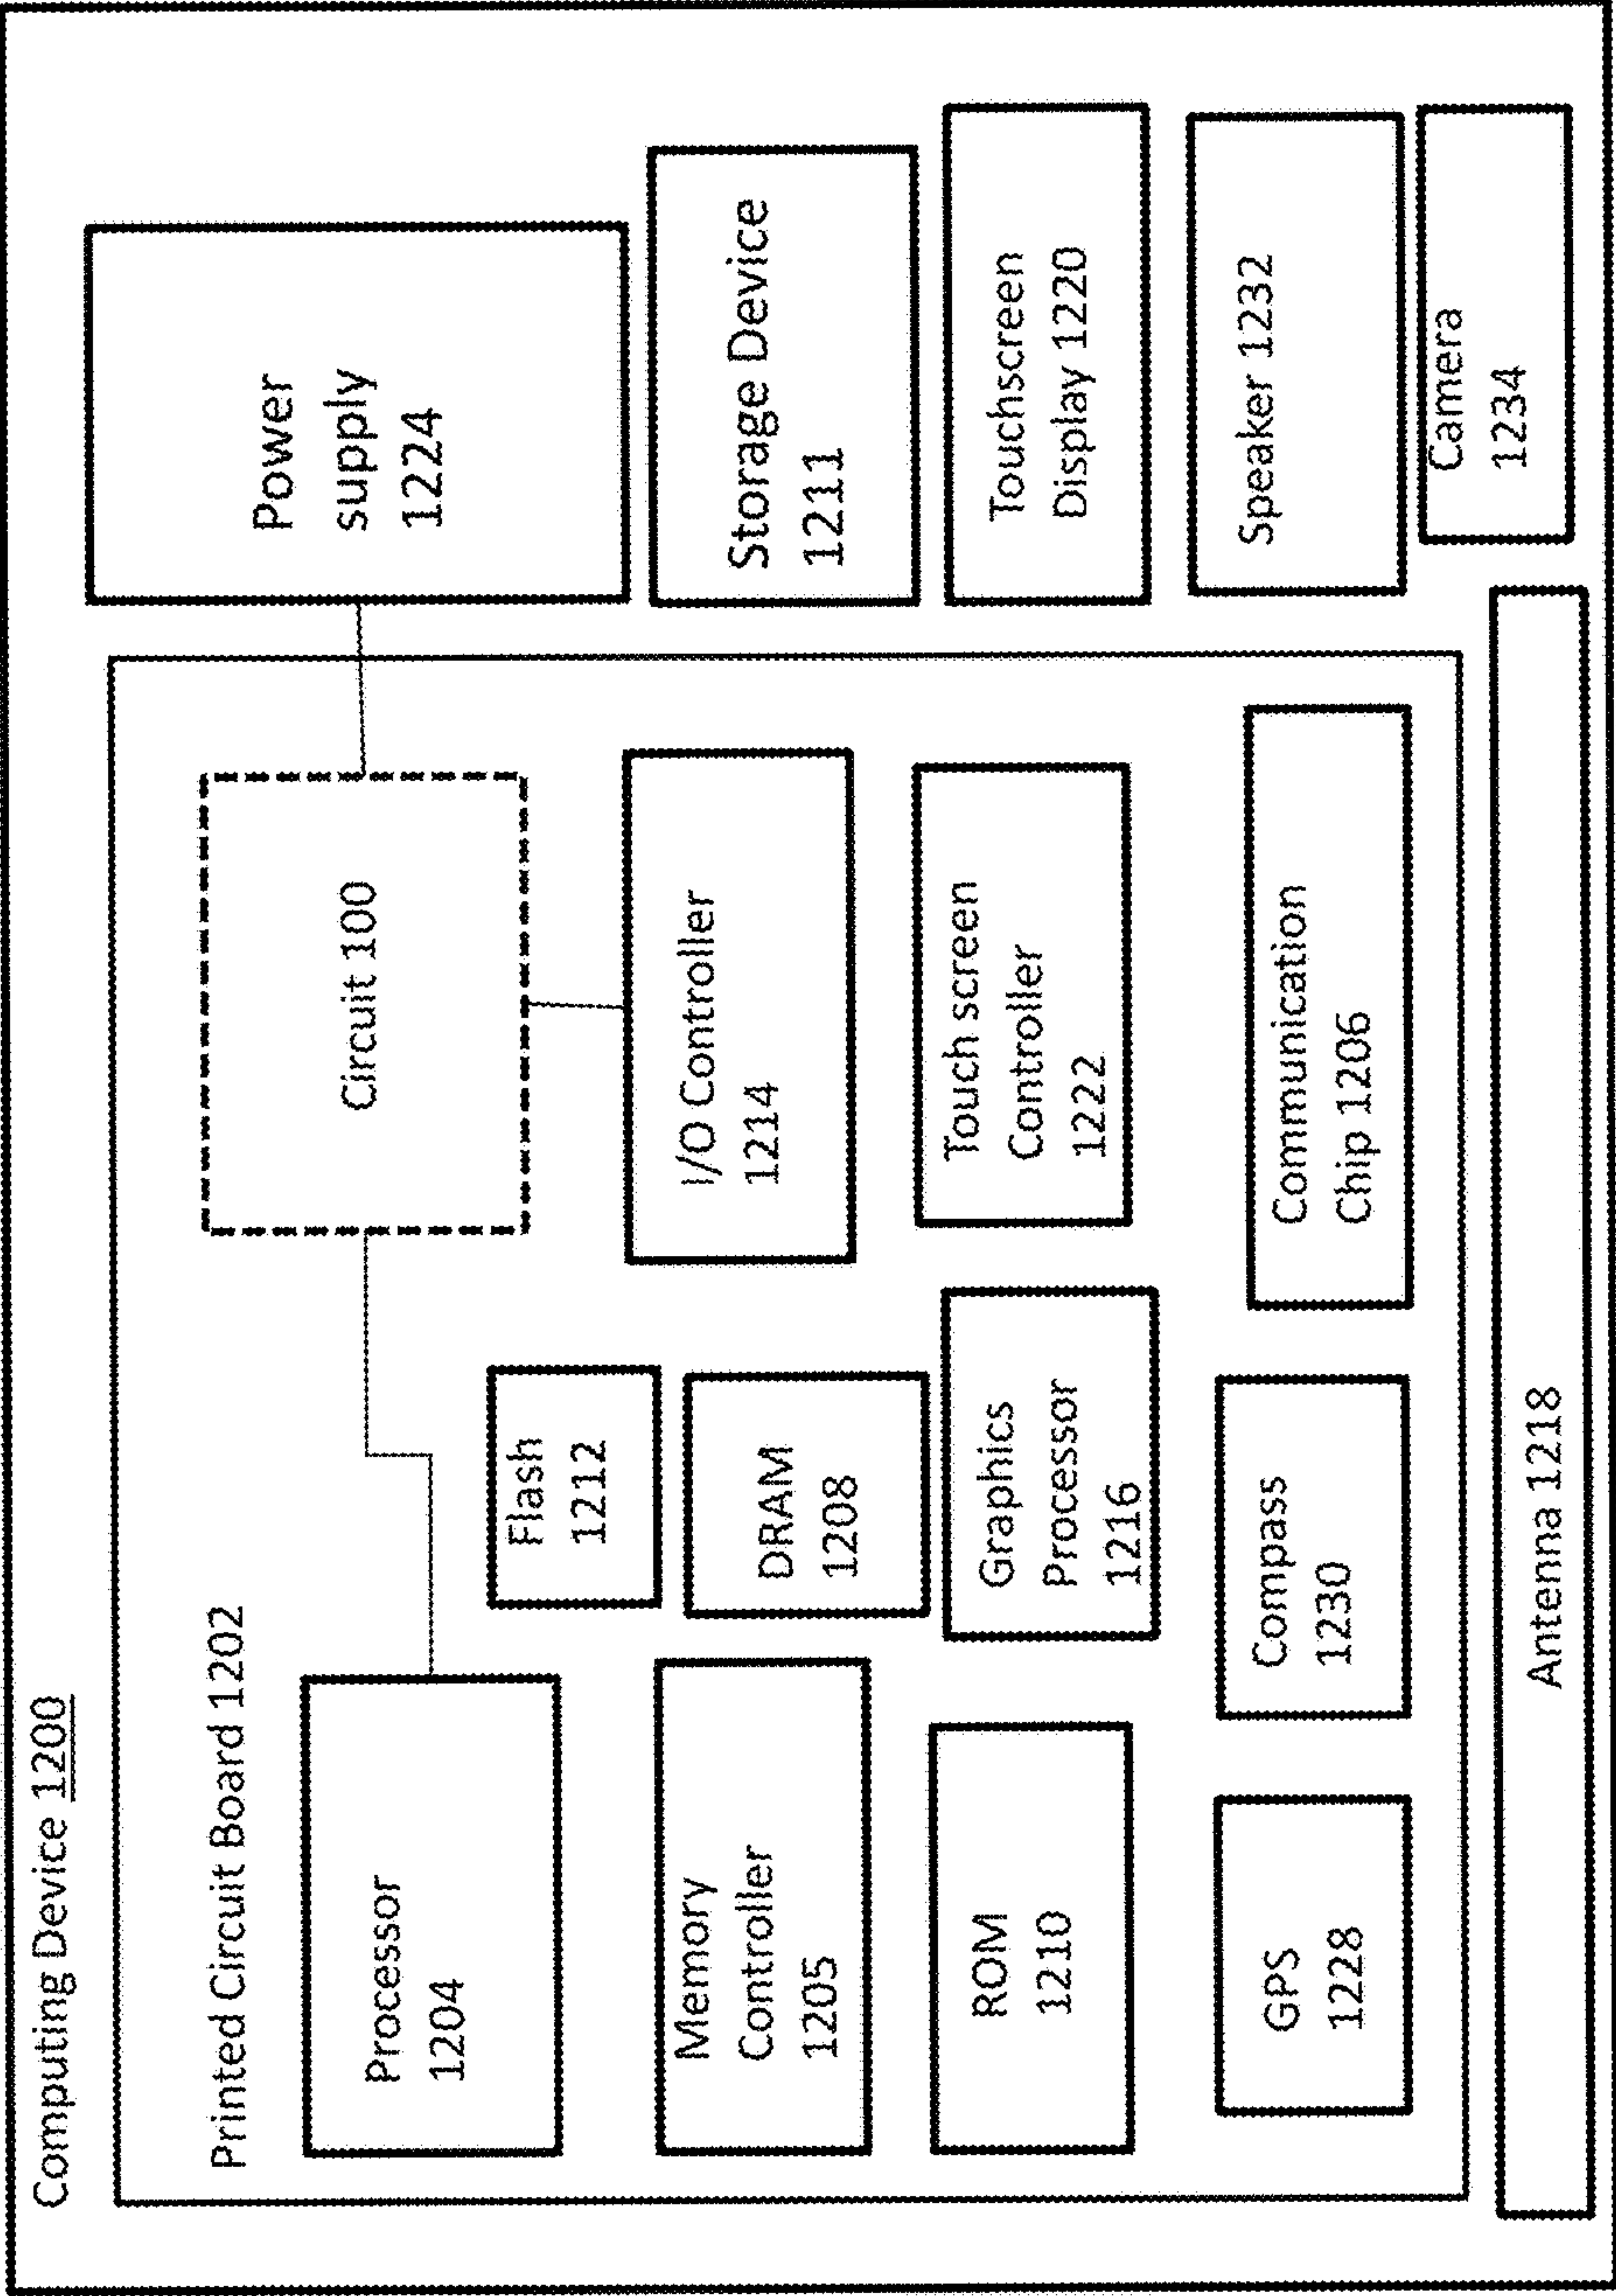 Computing Device 1200
Printed Circuit Board 1202
Processor
1204
Circuit 100
Power
supply
1224
Flash
1212
Memory
Controller
1205
DRAM
1208
I/O Controller
1214
Storage Device
1211
ROM
1210
Graphics
Processor
1216
Touch screen
Controller
1222
Touchscreen
Display 1220
GPS
1228
Compass
1230
Communication
Chip 1206
Speaker 1232
Camera
1234
Antenna 1218